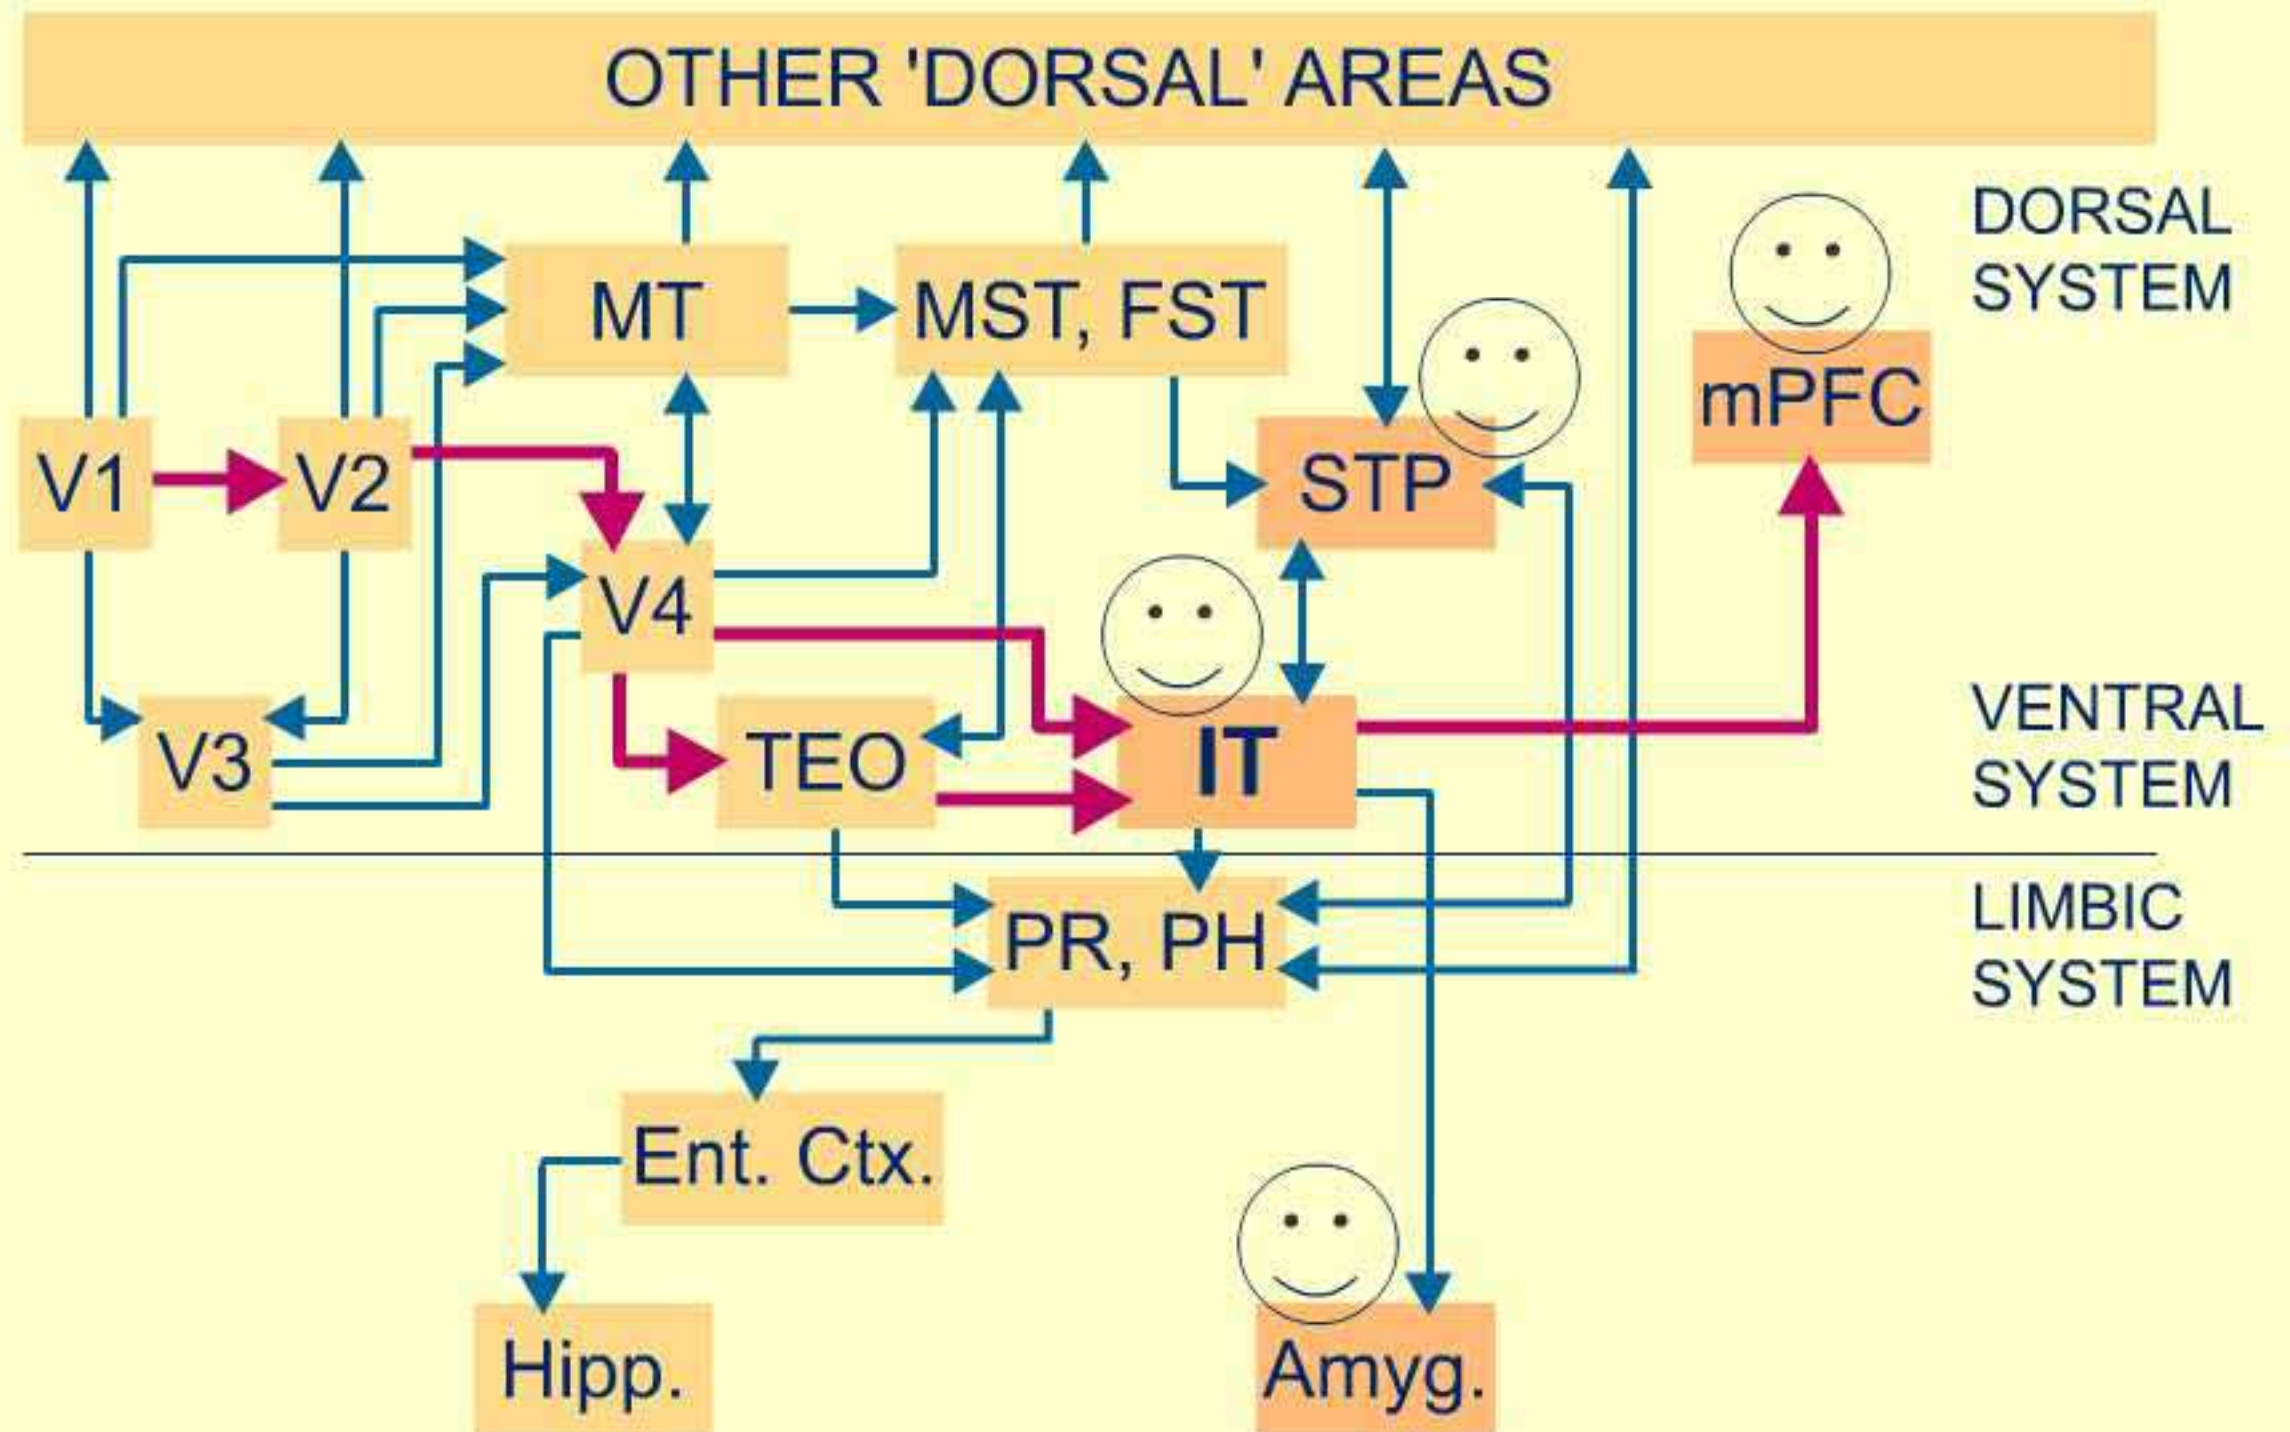 OTHER 'DORSAL' AREAS
DORSAL
SYSTEM
MT
MST, FST
mPFC
V1
V2
STP
V4
VENTRAL
SYSTEM
V3
TEO
IT
LIMBIC
SYSTEM
PR, PH
Ent. Ctx.
Hipp.
Amyg.